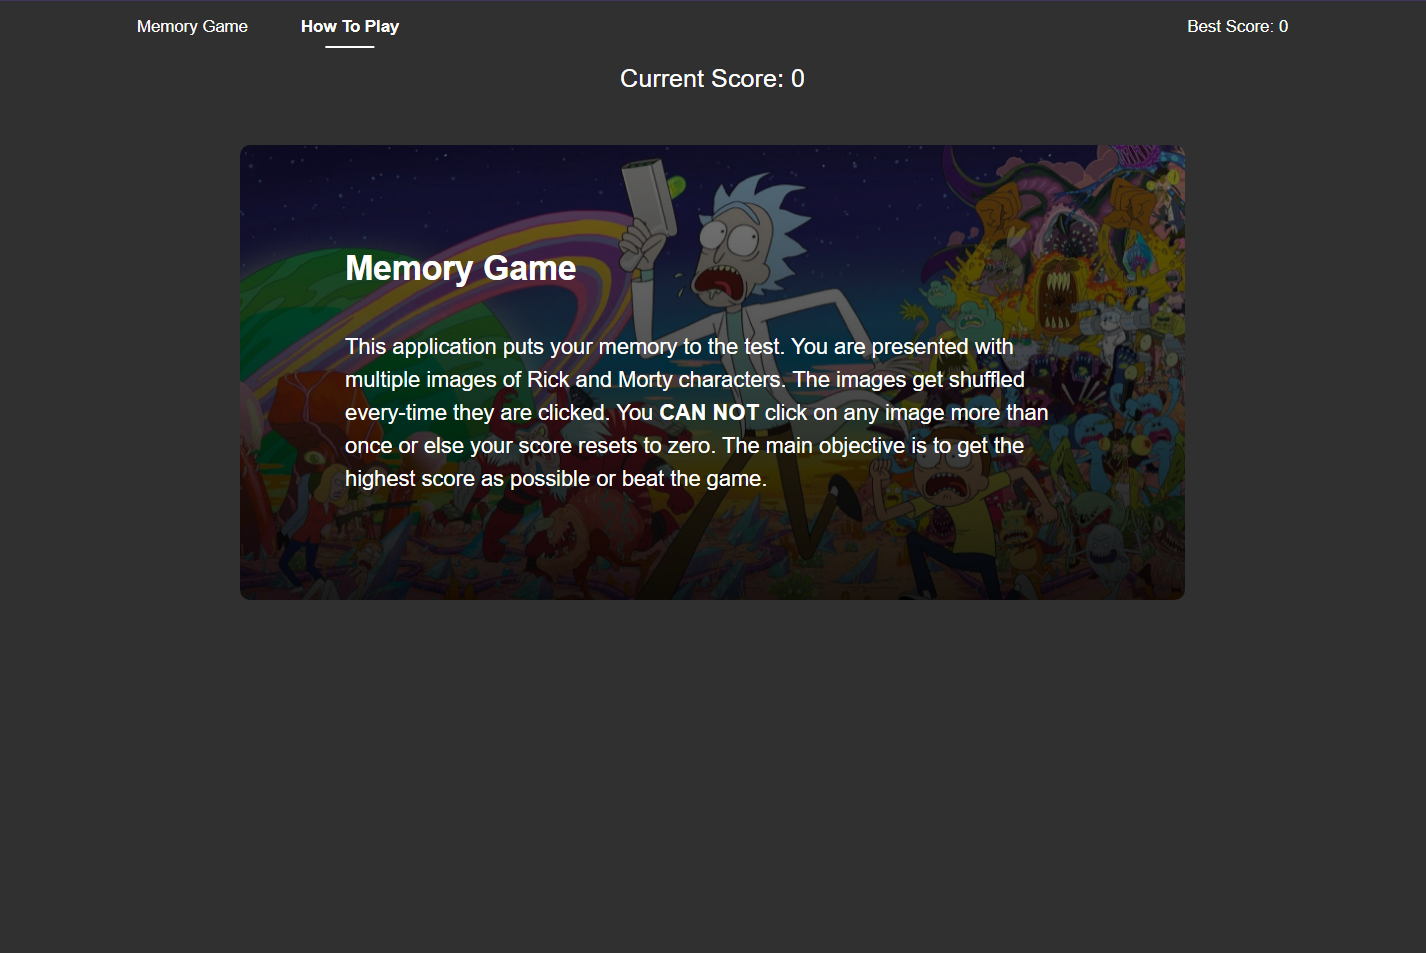 Memory Game
How To Play
Best Score: 0
Current Score: 0
Memory Game
This application puts your memory to the test. You are presented with
multiple images of Rick and Morty characters. The images get shuffled
every-time they are clicked. You CAN NOT click on any image more than
once or else your score resets to zero. The main objective is to get the
highest score as possible or beat the game.